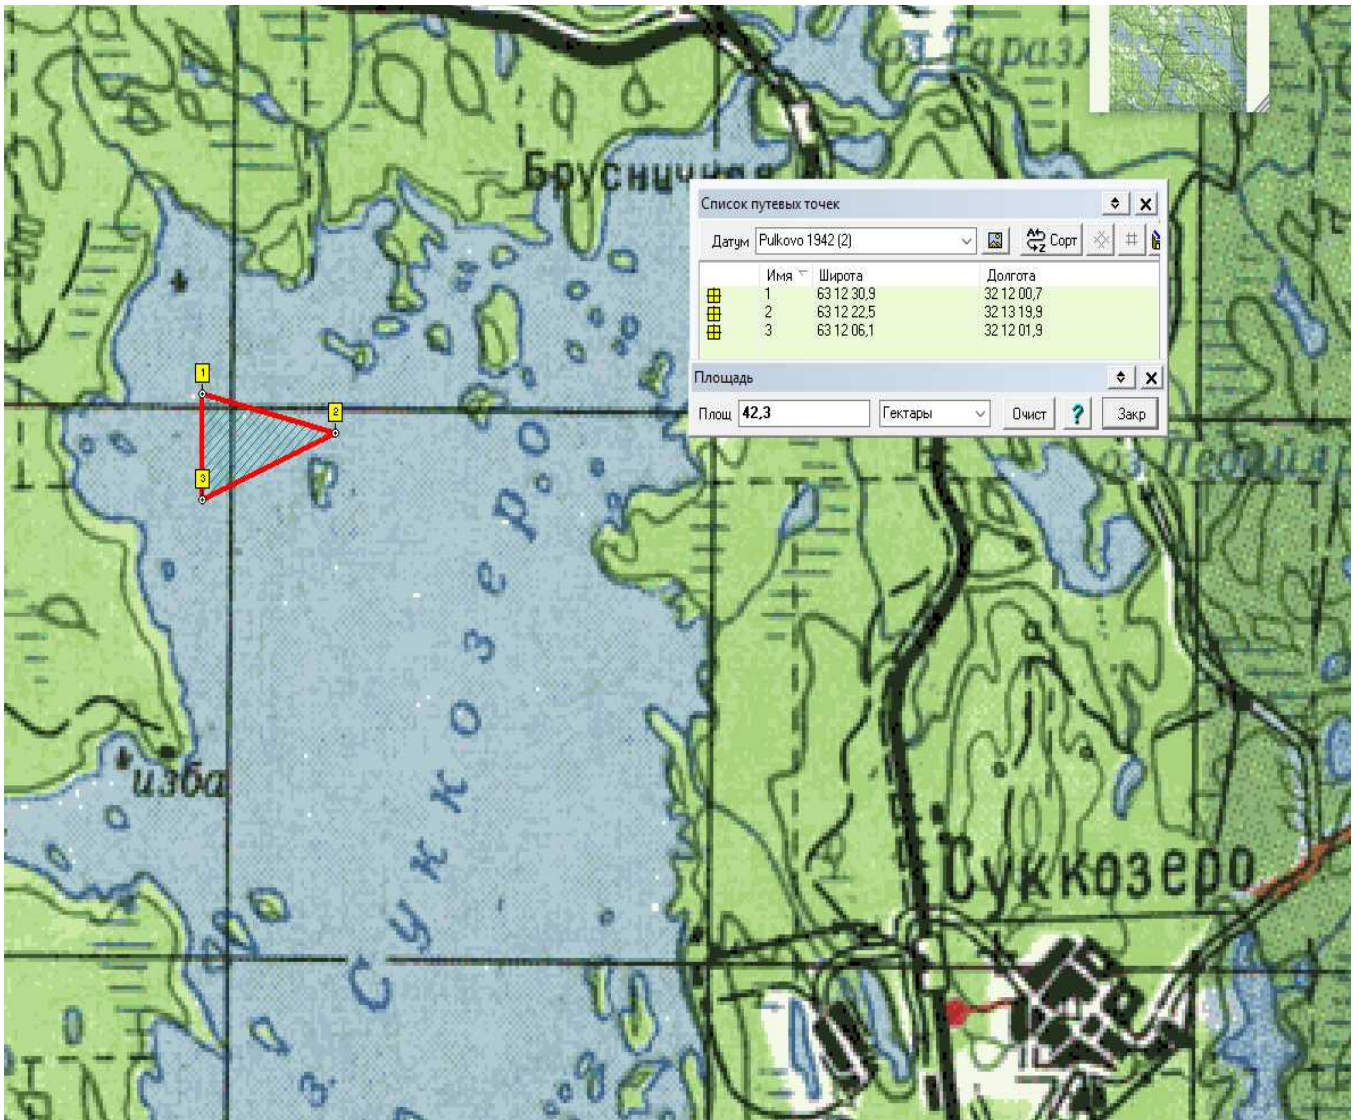 оз. Таразм
Брусничная
Список путевых точек
Датум Pulkovo 1942 (2) Сорт
Имя Широта Долгота
1 63 12 30,9 32 12 00,7
2 63 12 22,5 32 13 19,9
3 63 12 06,1 32 12 01,9
Площадь
Площ 42,3 Гектары Очист ? Закр
1
2
3
оз.
изба
Суккозеро
Суккозеро